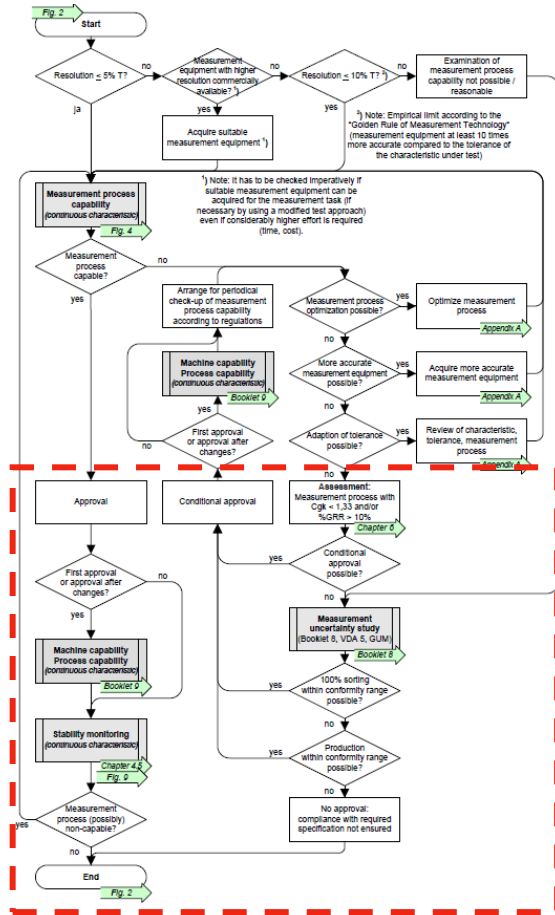 Fig. 2
Start
Resolution ≤ 5% T?
no
Measurement
equipment with higher
resolution commercially
available? ¹)
no
Resolution ≤ 10% T? ²)
no
Examination of
measurement process
capability not possible /
reasonable
ja
yes
yes
Acquire suitable
measurement equipment ¹)
²) Note: Empirical limit according to the
"Golden Rule of Measurement Technology"
(measurement equipment at least 10 times
more accurate compared to the tolerance of
the characteristic under test)
Measurement process
capability
(continuous characteristic)
Fig. 4
¹) Note: It has to be checked imperatively if
suitable measurement equipment can be
acquired for the measurement task (if
necessary by using a modified test approach)
even if considerably higher effort is required
(time, cost).
Measurement
process
capable?
no
yes
Arrange for periodical
check-up of measurement
process capability
according to regulations
Measurement process
optimization possible?
yes
Optimize measurement
process
Appendix A
no
Machine capability
Process capability
(continuous characteristic)
Booklet 9
More accurate
measurement equipment
possible?
yes
Acquire more accurate
measurement equipment
Appendix A
yes
no
no
First approval
or approval after
changes?
Adaption of tolerance
possible?
yes
Review of characteristic,
tolerance, measurement
process
Appendix A
no
Approval
Conditional approval
Assessment:
Measurement process with
Cgk < 1,33 and/or
%GRR > 10%
Chapter 6
First approval
or approval after
changes?
no
yes
Conditional
approval
possible?
yes
no
Machine capability
Process capability
(continuous characteristic)
Booklet 9
Measurement
uncertainty study
(Booklet 8, VDA 5, GUM)
Booklet 8
yes
100% sorting
within conformity range
possible?
no
Stability monitoring
(continuous characteristic)
Chapter 4.5
Fig. 9
yes
Production
within conformity range
possible?
no
yes
Measurement
process (possibly)
non-capable?
no
No approval:
compliance with required
specification not ensured
End
Fig. 2